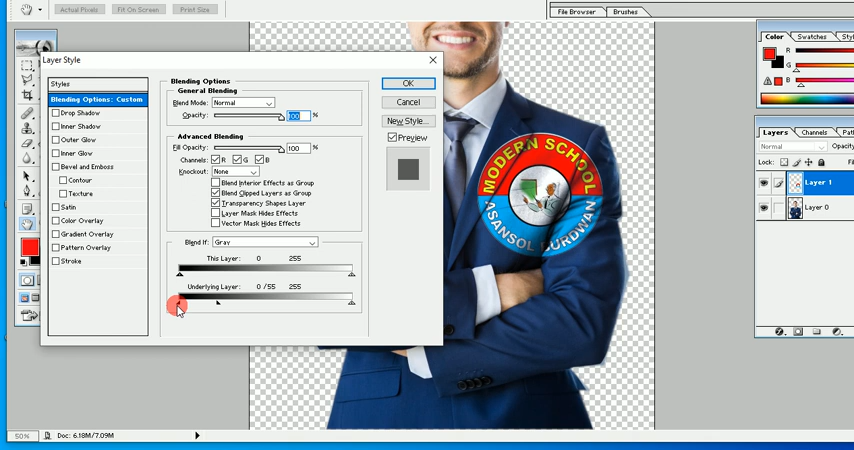 Actual Pixels
Fit On Screen
Print Size
File Browser
Brushes
Layer Style
Styles
Blending Options: Custom
Drop Shadow
Inner Shadow
Outer Glow
Inner Glow
Bevel and Emboss
Contour
Texture
Satin
Color Overlay
Gradient Overlay
Pattern Overlay
Stroke
Blending Options
General Blending
Blend Mode: Normal
Opacity: 100 %
Advanced Blending
Fill Opacity: 100 %
Channels: R G B
Knockout: None
Blend Interior Effects as Group
Blend Clipped Layers as Group
Transparency Shapes Layer
Layer Mask Hides Effects
Vector Mask Hides Effects
Blend If: Gray
This Layer: 0 255
Underlying Layer: 0 /55 255
OK
Cancel
New Style...
Preview
MODERN SCHOOL
ASANSOL BURDWAN
Color
Swatches
R
G
B
Layers
Channels
Normal
Lock:
Layer 1
Layer 0
50%
Doc: 6.18M/7.09M